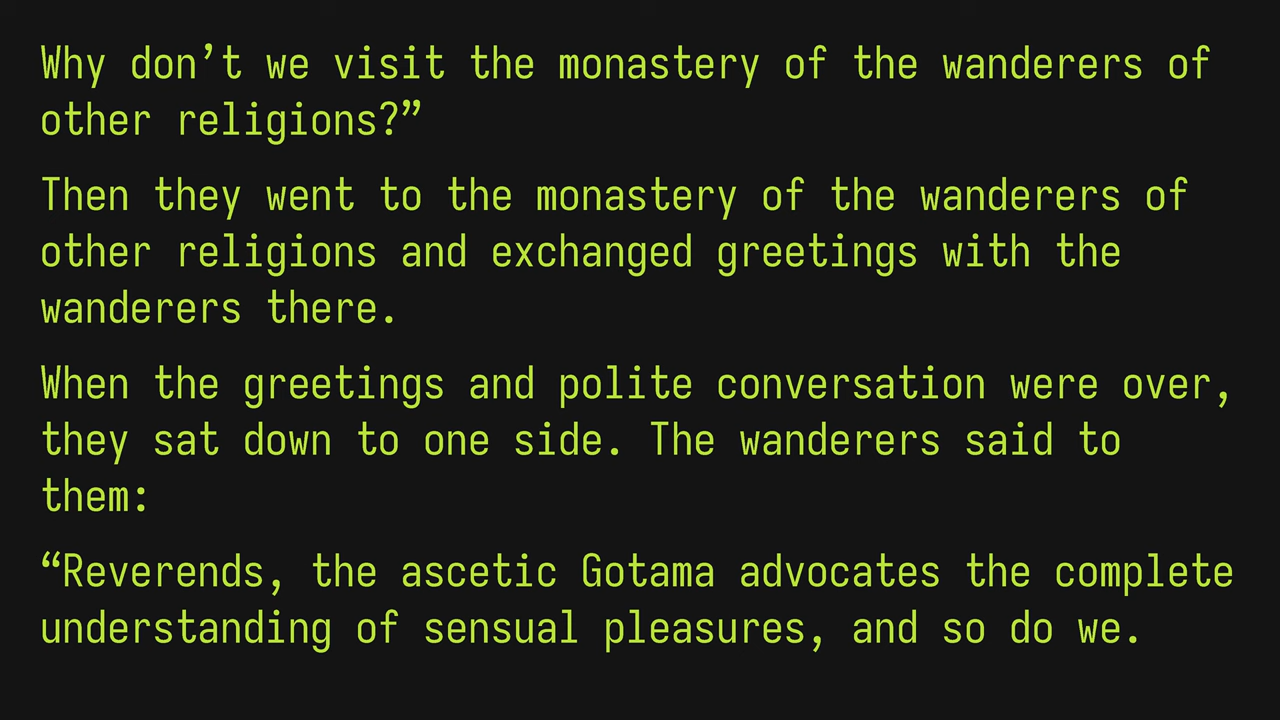 Why don’t we visit the monastery of the wanderers of
other religions?”
Then they went to the monastery of the wanderers of
other religions and exchanged greetings with the
wanderers there.
When the greetings and polite conversation were over,
they sat down to one side. The wanderers said to
them:
“Reverends, the ascetic Gotama advocates the complete
understanding of sensual pleasures, and so do we.